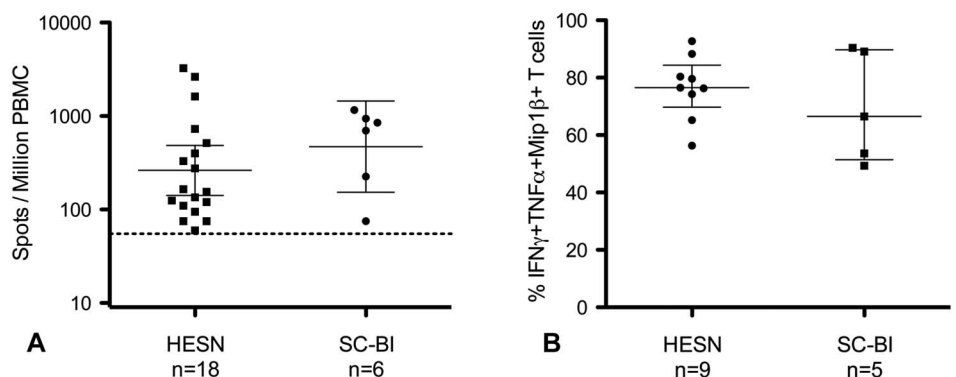 10000
1000
100
10
Spots / Million PBMC
A
HESN
n=18
SC-BI
n=6
100
80
60
40
20
0
% IFNγ+TNFα+Mip1β+ T cells
B
HESN
n=9
SC-BI
n=5